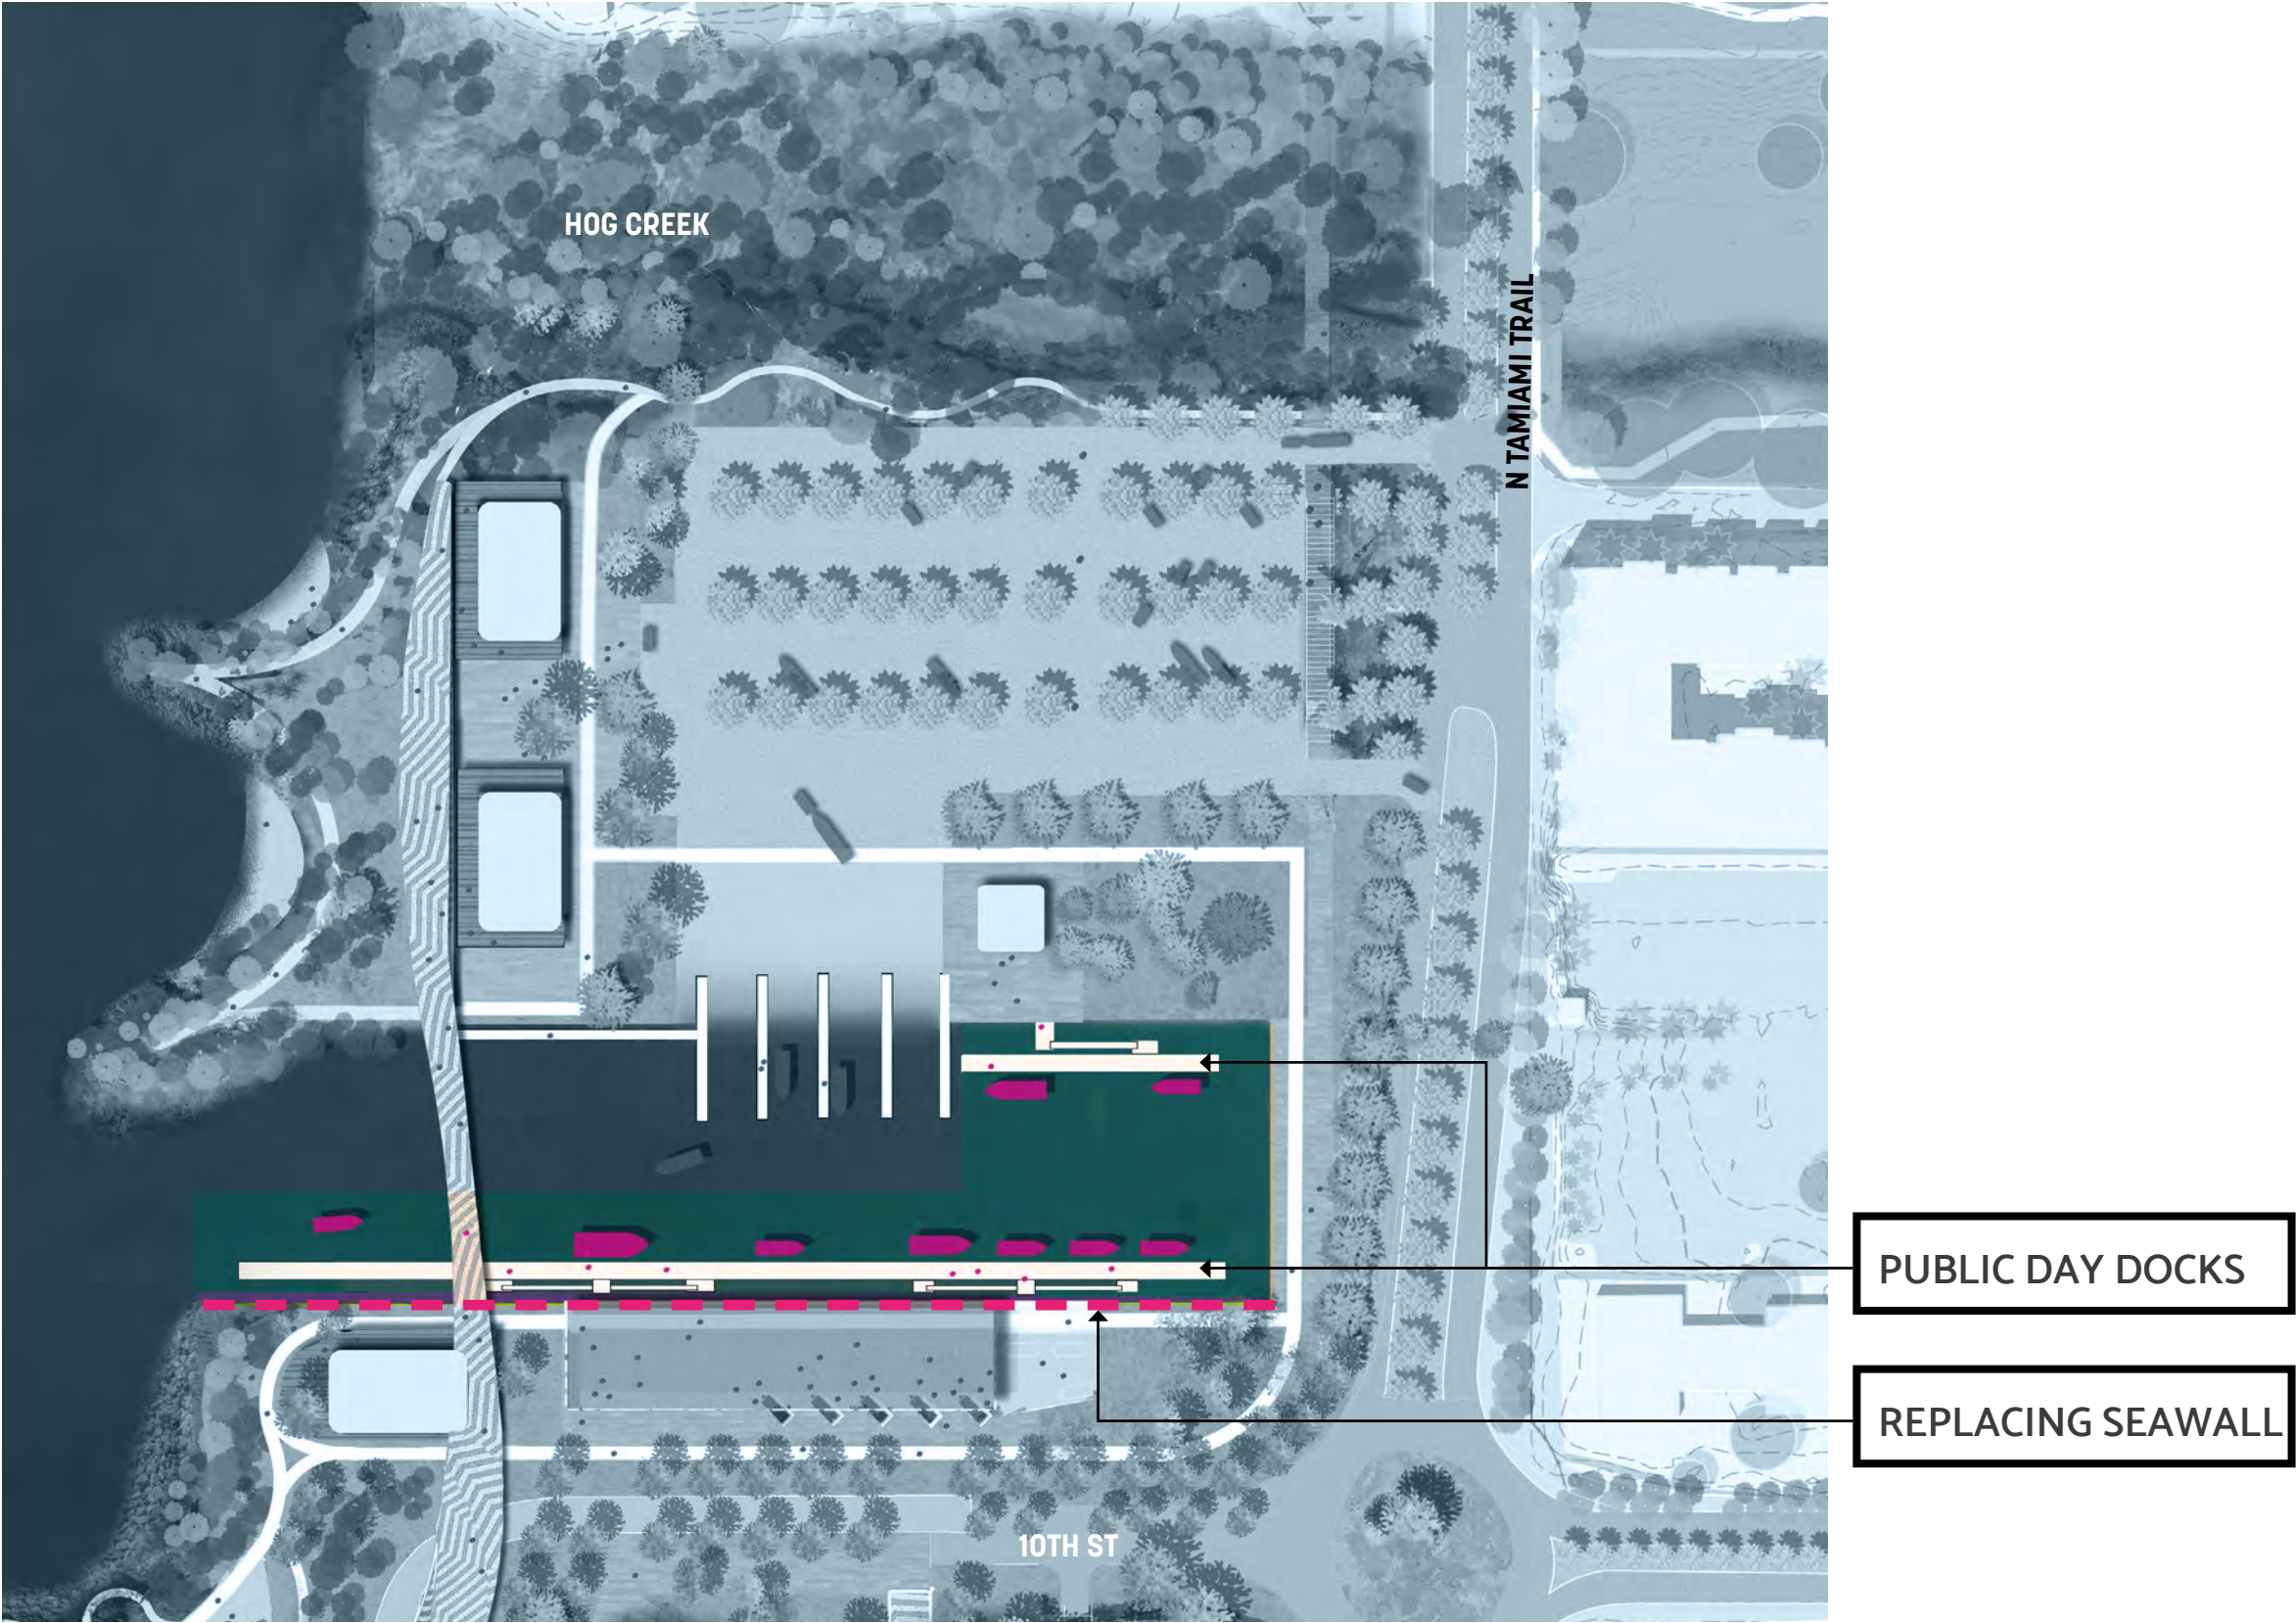 HOG CREEK
N TAMIAMI TRAIL
PUBLIC DAY DOCKS
REPLACING SEAWALL
10TH ST